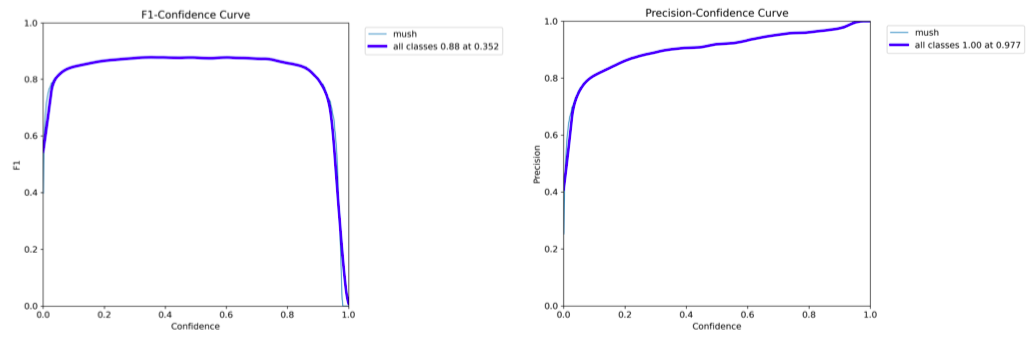 F1-Confidence Curve
1.0
0.8
0.6
0.4
0.2
0.0
F1
0.0 0.2 0.4 0.6 0.8 1.0
Confidence
mush
all classes 0.88 at 0.352
Precision-Confidence Curve
1.0
0.8
0.6
0.4
0.2
0.0
Precision
0.0 0.2 0.4 0.6 0.8 1.0
Confidence
mush
all classes 1.00 at 0.977